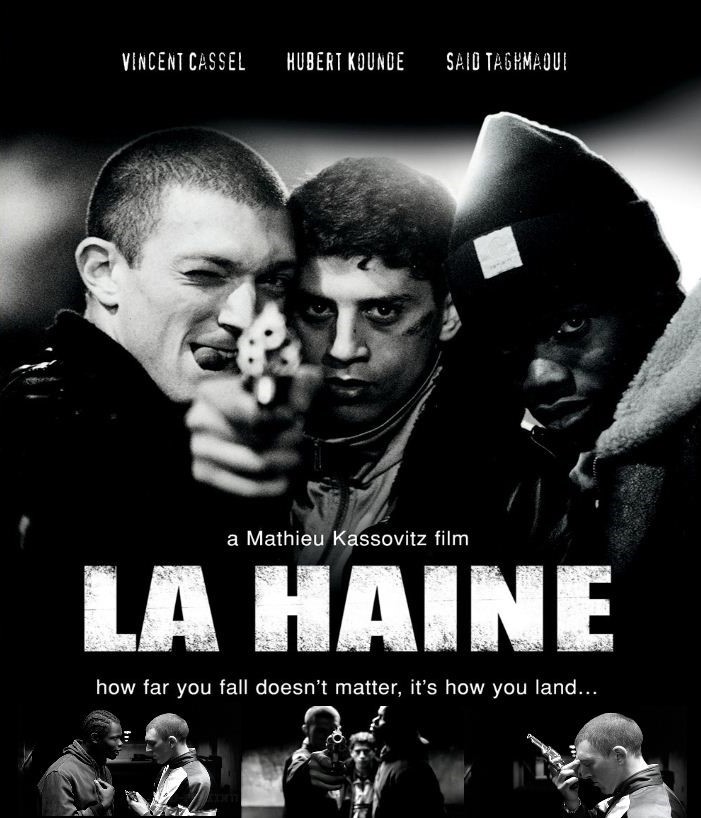 VINCENT CASSEL HUBERT KOUNDE SAID TAGHMAOUI
a Mathieu Kassovitz film
LA HAINE
how far you fall doesn't matter, it's how you land...